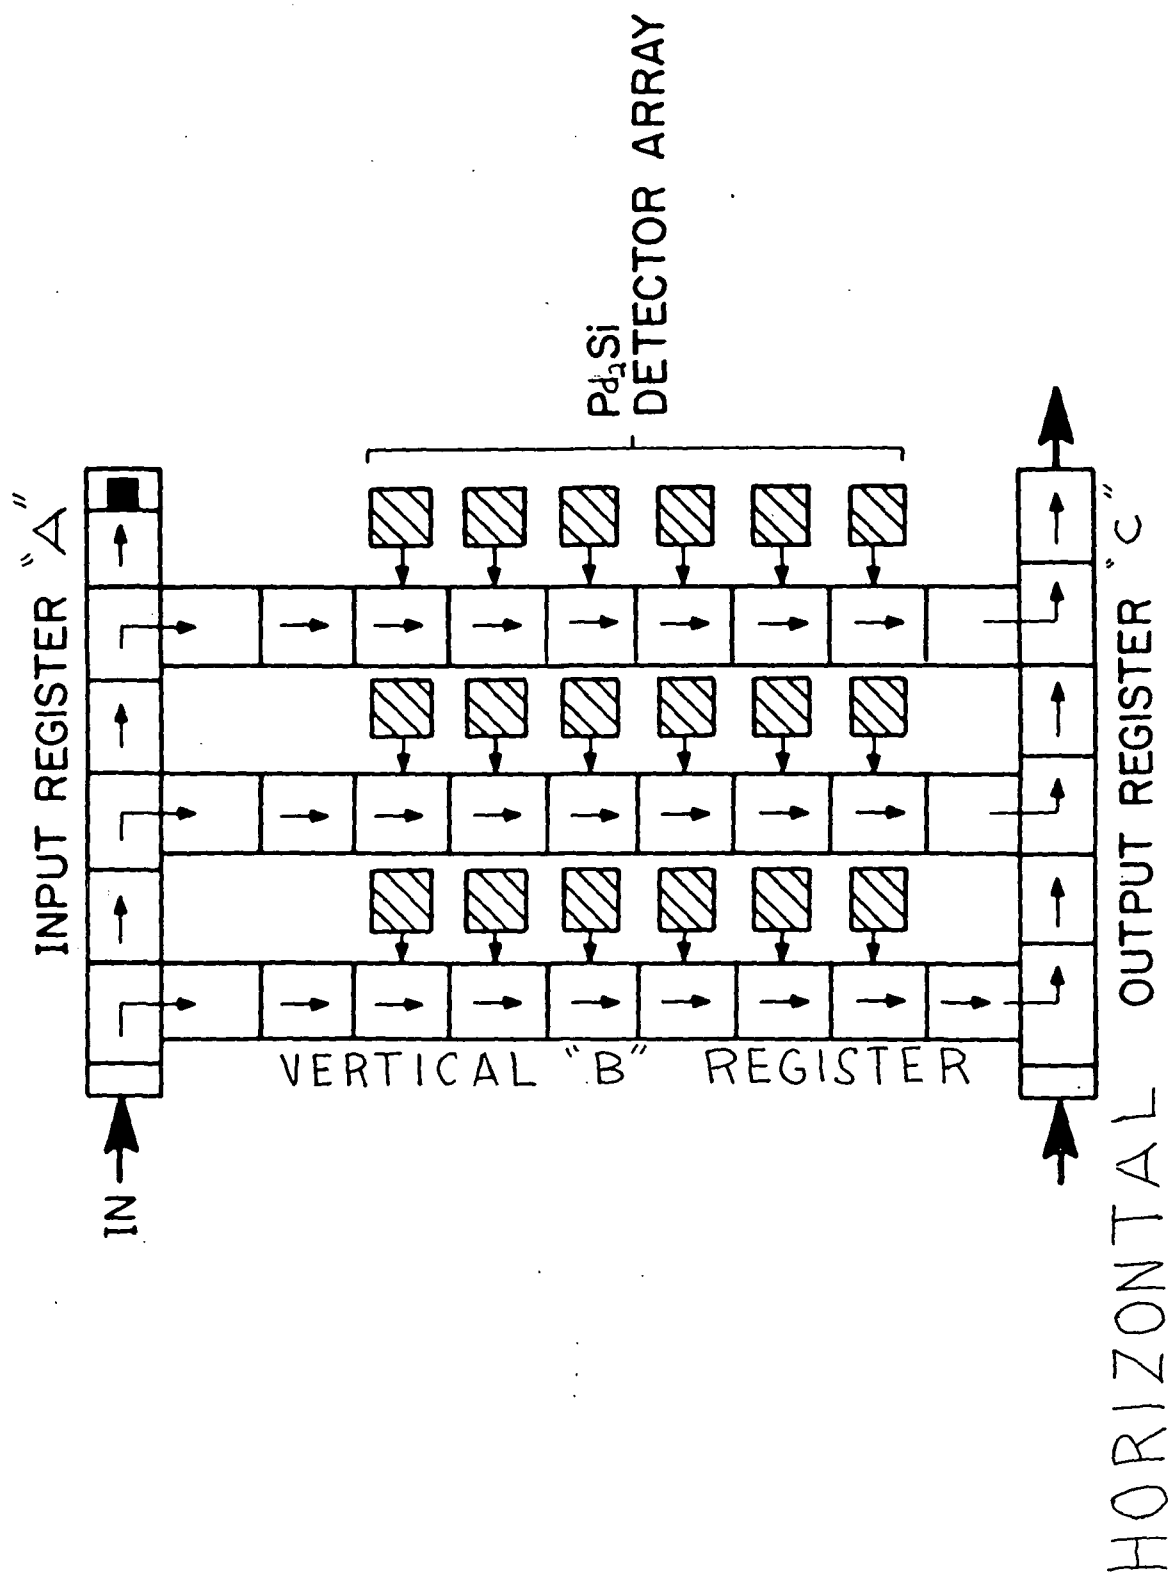 INPUT REGISTER "A"
IN
VERTICAL "B" REGISTER
Pd₂Si
DETECTOR ARRAY
HORIZONTAL OUTPUT REGISTER "C"